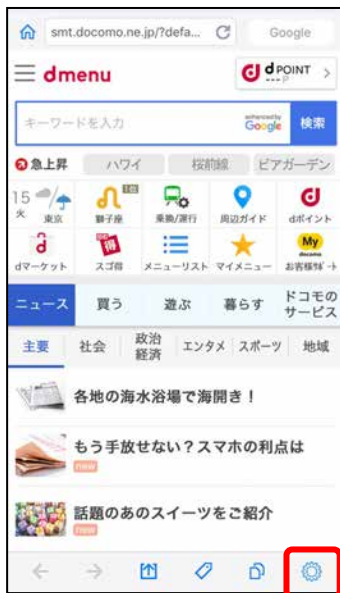 smt.docomo.ne.jp/?defa... Google
dmenu
d POINT
---P
キーワードを入力 enhanced by Google 検索
急上昇 ハワイ 桜前線 ビアガーデン
15
火 東京 獅子座 乗換/運行 周辺ガイド dポイント
My docomo
dマーケット スゴ得 メニューリスト マイメニュー お客様ｻﾎﾟｰﾄ
ニュース 買う 遊ぶ 暮らす ドコモのサービス
主要 社会 政治経済 エンタメ スポーツ 地域
各地の海水浴場で海開き！
もう手放せない？スマホの利点は
new
話題のあのスイーツをご紹介
new